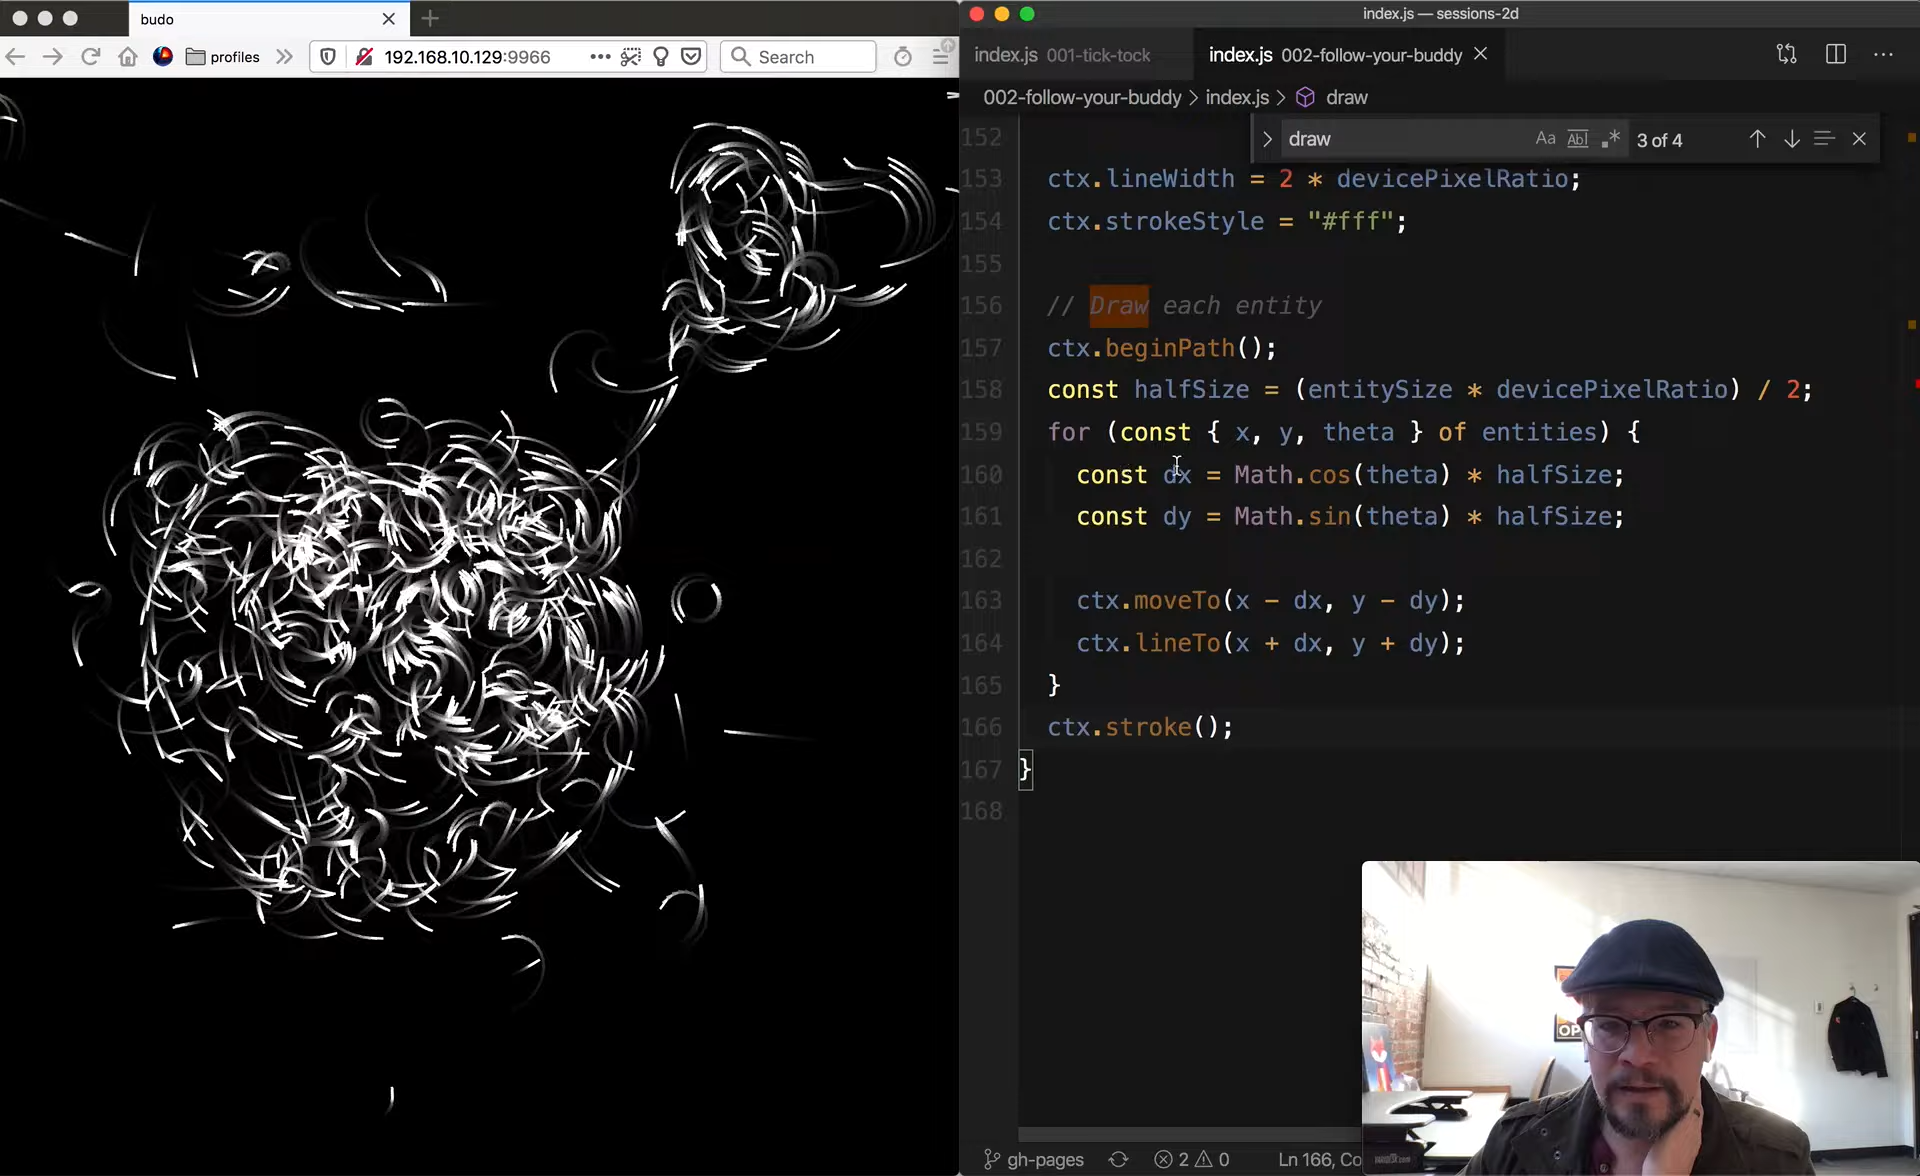 budo
profiles
192.168.10.129:9966
Search
index.js — sessions-2d
index.js 001-tick-tock
index.js 002-follow-your-buddy
002-follow-your-buddy > index.js > draw
draw
Aa
Abl
3 of 4
152
153 ctx.lineWidth = 2 * devicePixelRatio;
154 ctx.strokeStyle = "#fff";
155
156 // Draw each entity
157 ctx.beginPath();
158 const halfSize = (entitySize * devicePixelRatio) / 2;
159 for (const { x, y, theta } of entities) {
160 const dx = Math.cos(theta) * halfSize;
161 const dy = Math.sin(theta) * halfSize;
162
163 ctx.moveTo(x - dx, y - dy);
164 ctx.lineTo(x + dx, y + dy);
165 }
166 ctx.stroke();
167 }
168
OP
gh-pages
2
0
Ln 166, Co